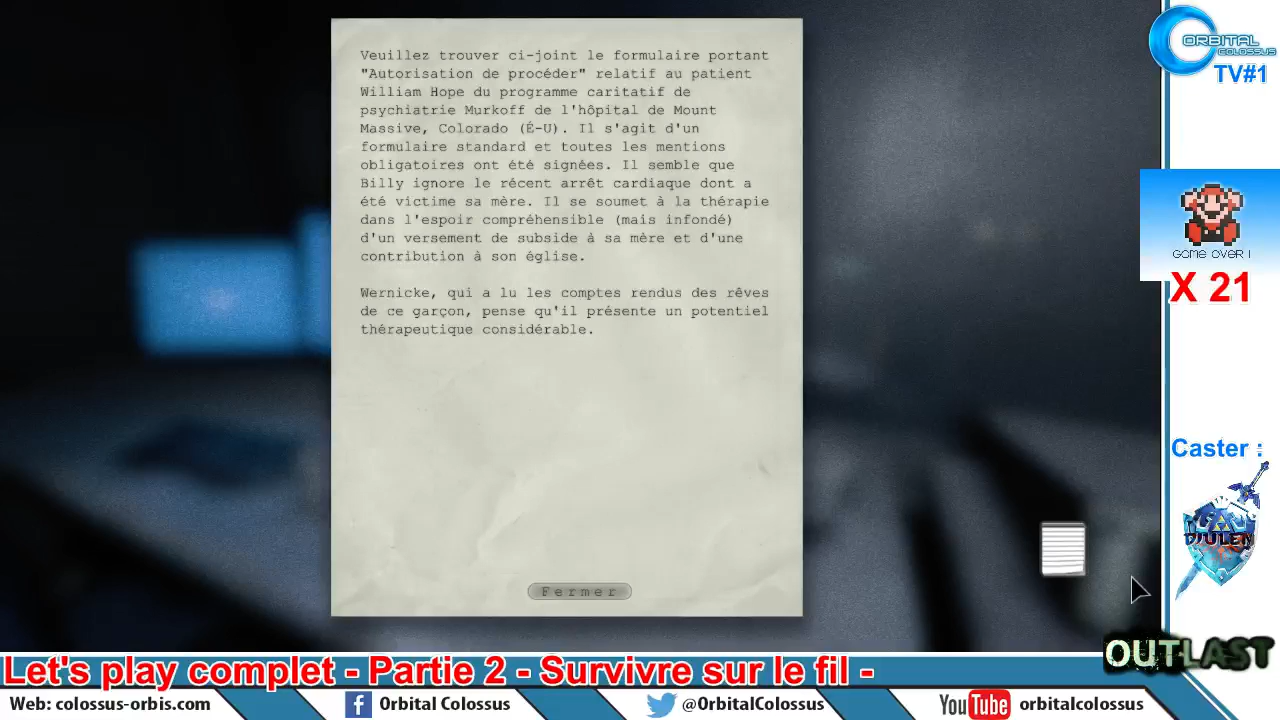 Veuillez trouver ci-joint le formulaire portant
"Autorisation de procéder" relatif au patient
William Hope du programme caritatif de
psychiatrie Murkoff de l'hôpital de Mount
Massive, Colorado (É-U). Il s'agit d'un
formulaire standard et toutes les mentions
obligatoires ont été signées. Il semble que
Billy ignore le récent arrêt cardiaque dont a
été victime sa mère. Il se soumet à la thérapie
dans l'espoir compréhensible (mais infondé)
d'un versement de subside à sa mère et d'une
contribution à son église.
Wernicke, qui a lu les comptes rendus des rêves
de ce garçon, pense qu'il présente un potentiel
thérapeutique considérable.
Fermer
ORBITAL
COLOSSUS
TV#1
GAME OVER !
X 21
Caster :
DJULEN
OUTLAST
Let's play complet - Partie 2 - Survivre sur le fil -
Web: colossus-orbis.com
Orbital Colossus
@OrbitalColossus
YouTube
orbitalcolossus